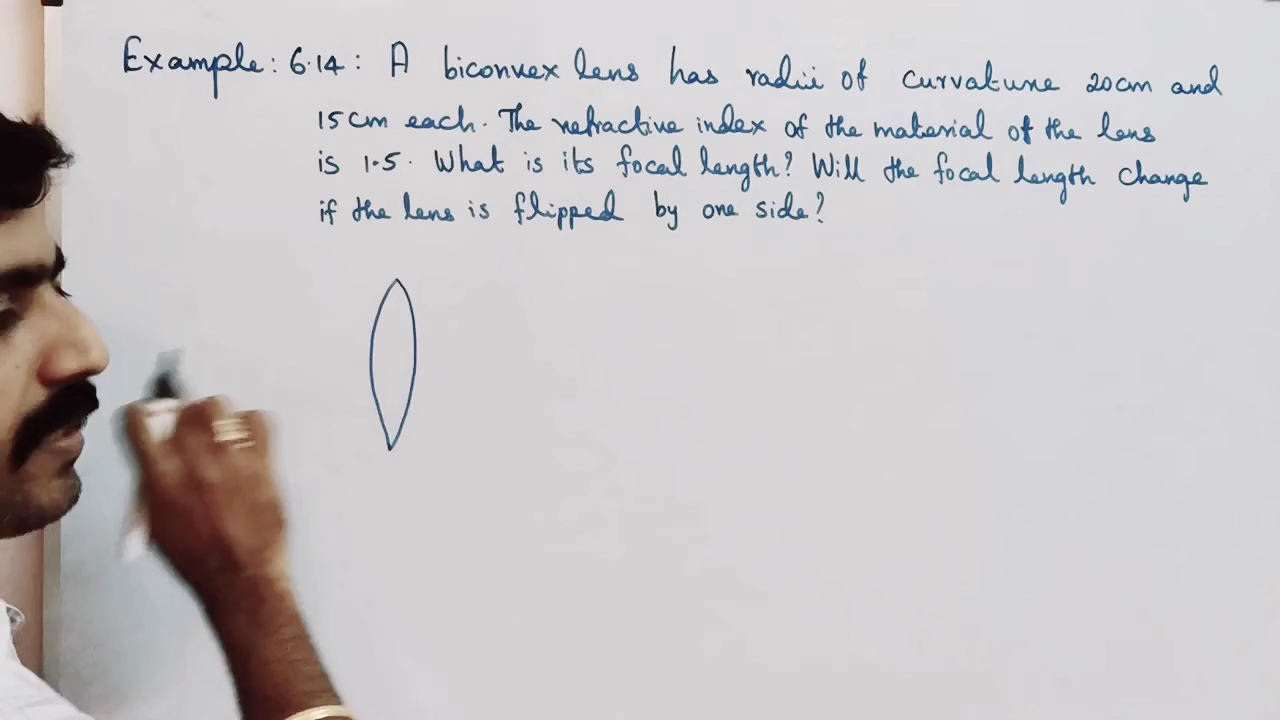 Example: 6.14: A biconvex lens has radii of curvature 20cm and
15cm each. The refractive index of the material of the lens
is 1.5. What is its focal length? Will the focal length change
if the lens is flipped by one side?